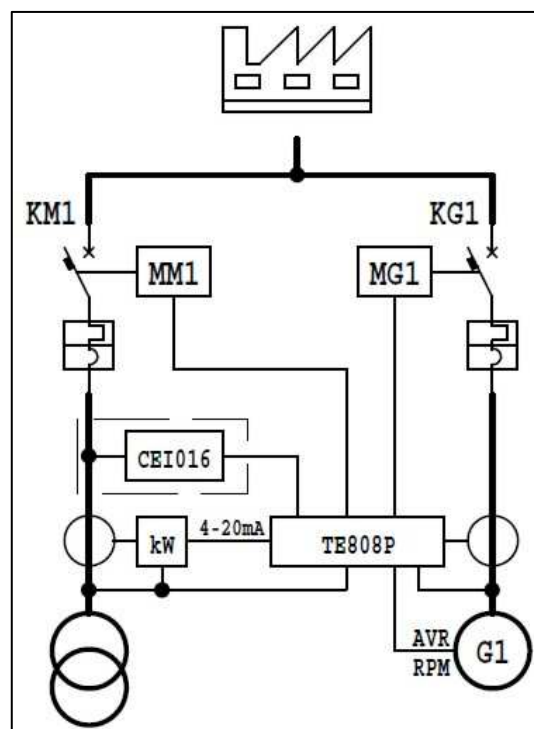 KM1
KG1
MM1
MG1
CEI016
kW
4-20mA
TE808P
AVR
RPM
G1